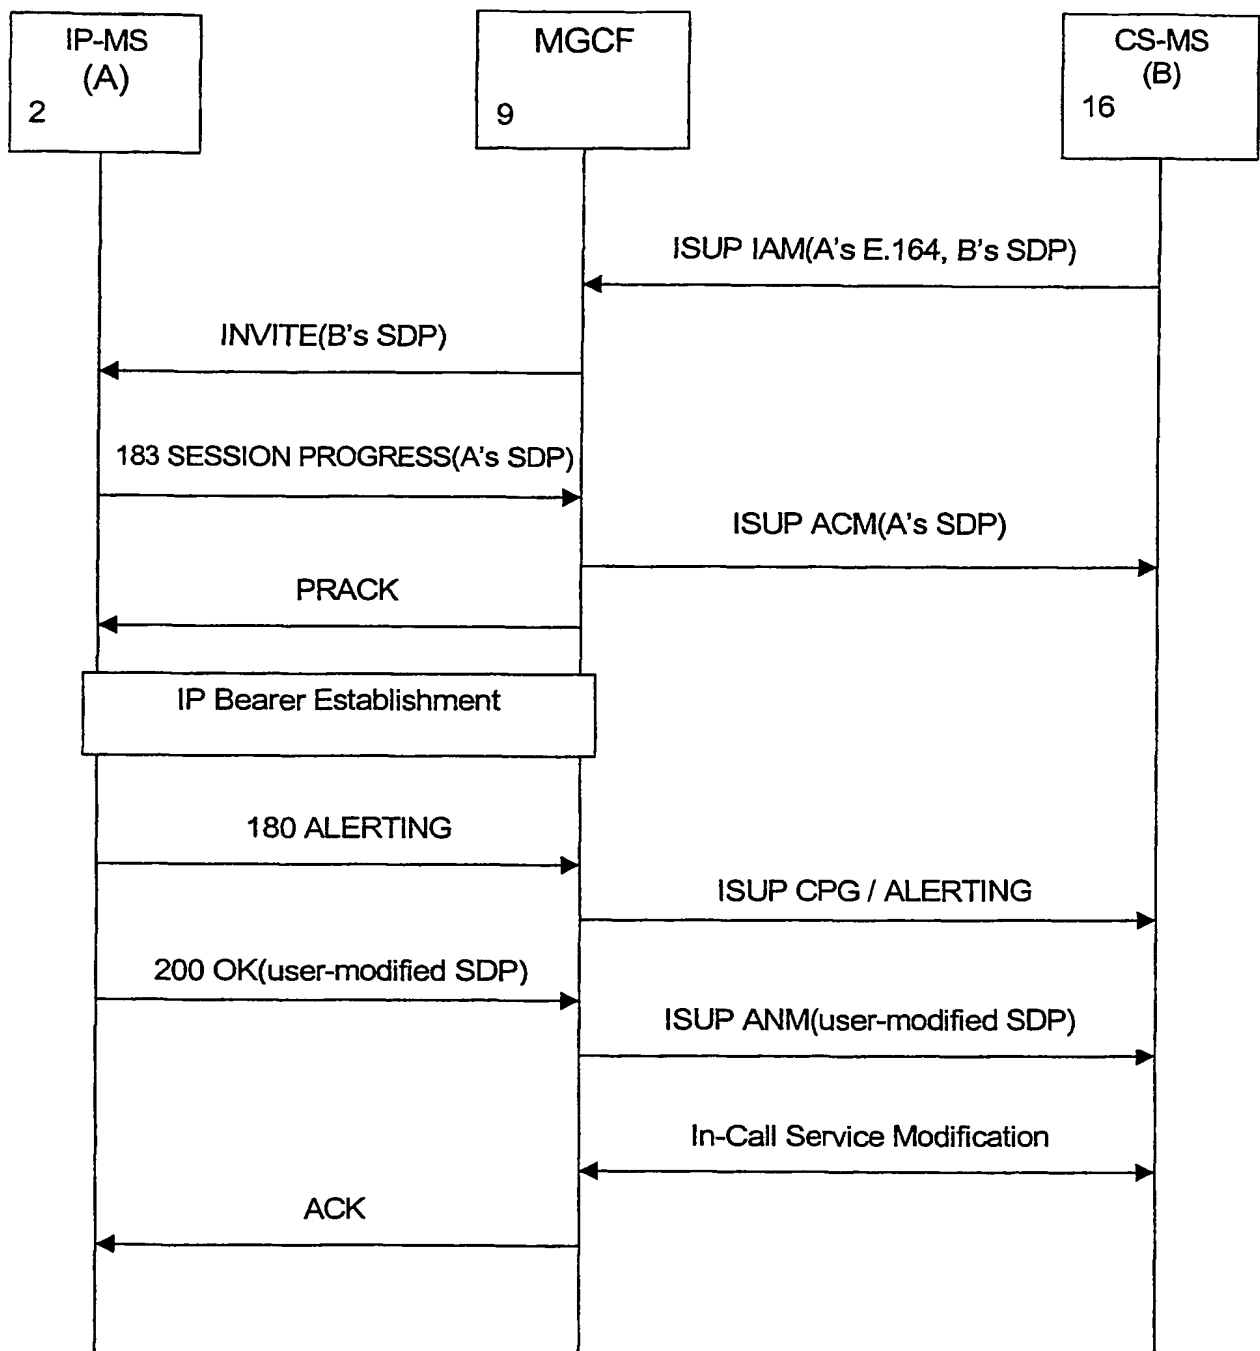 IP-MS
(A)
2
MGCF
9
CS-MS
(B)
16
ISUP IAM(A's E.164, B's SDP)
INVITE(B's SDP)
183 SESSION PROGRESS(A's SDP)
ISUP ACM(A's SDP)
PRACK
IP Bearer Establishment
180 ALERTING
ISUP CPG / ALERTING
200 OK(user-modified SDP)
ISUP ANM(user-modified SDP)
In-Call Service Modification
ACK